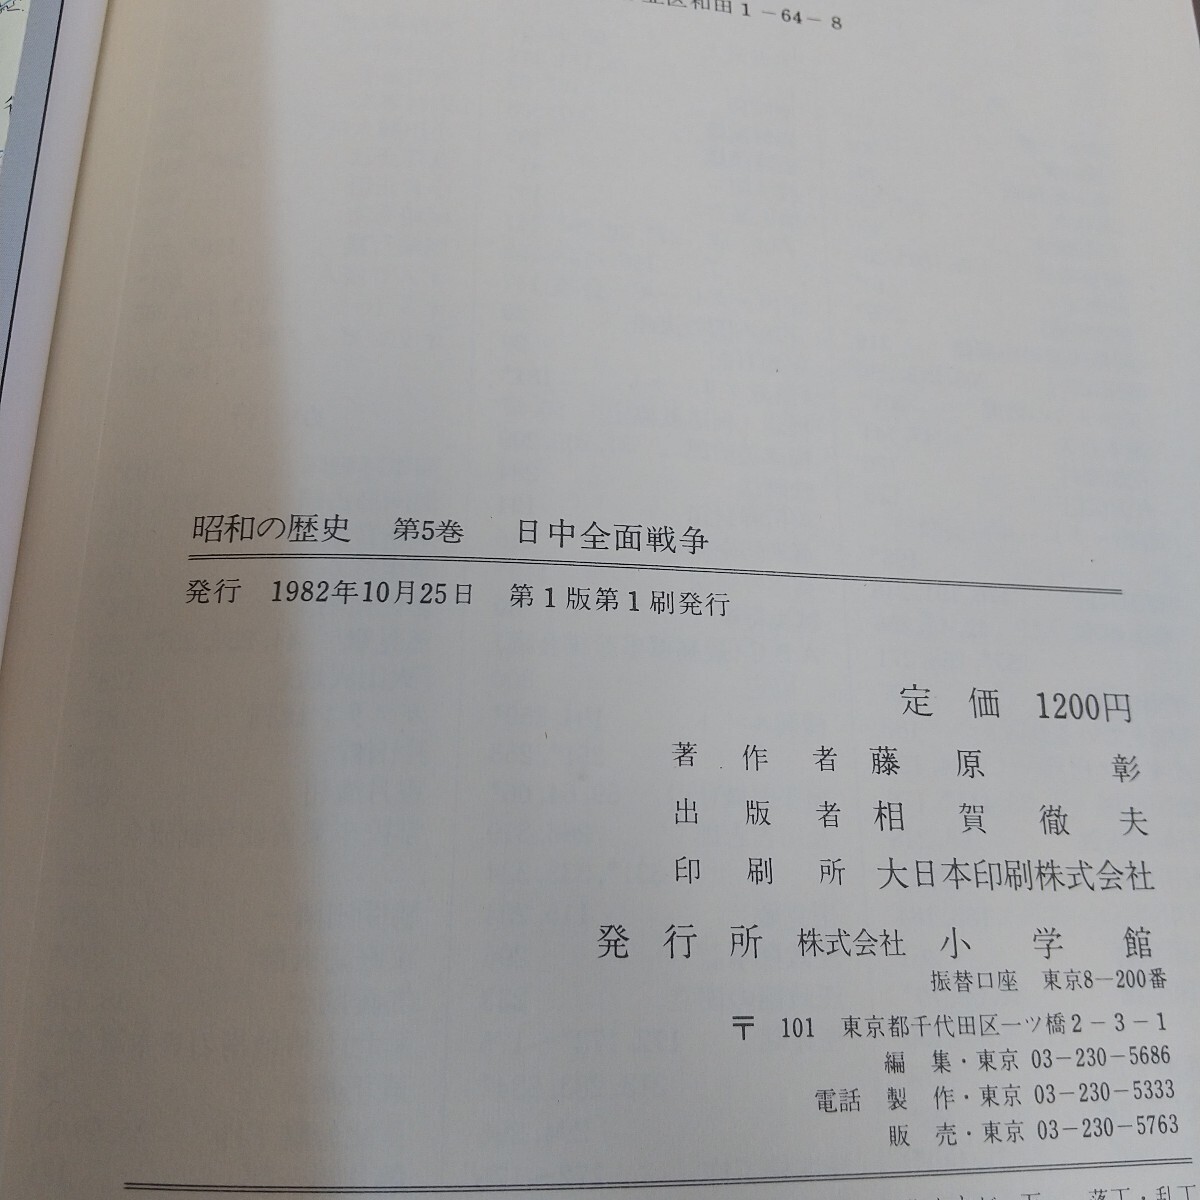 区和田1-64-8
昭和の歴史 第5巻 日中全面戦争
発行 1982年10月25日 第1版第1刷発行
定価 1200円
著作者 藤原彰
出版者 相賀徹夫
印刷所 大日本印刷株式会社
発行所 株式会社 小学館
振替口座 東京8-200番
〒101 東京都千代田区一ツ橋2-3-1
編集・東京 03-230-5686
電話 製作・東京 03-230-5333
販売・東京 03-230-5763
落丁・乱丁